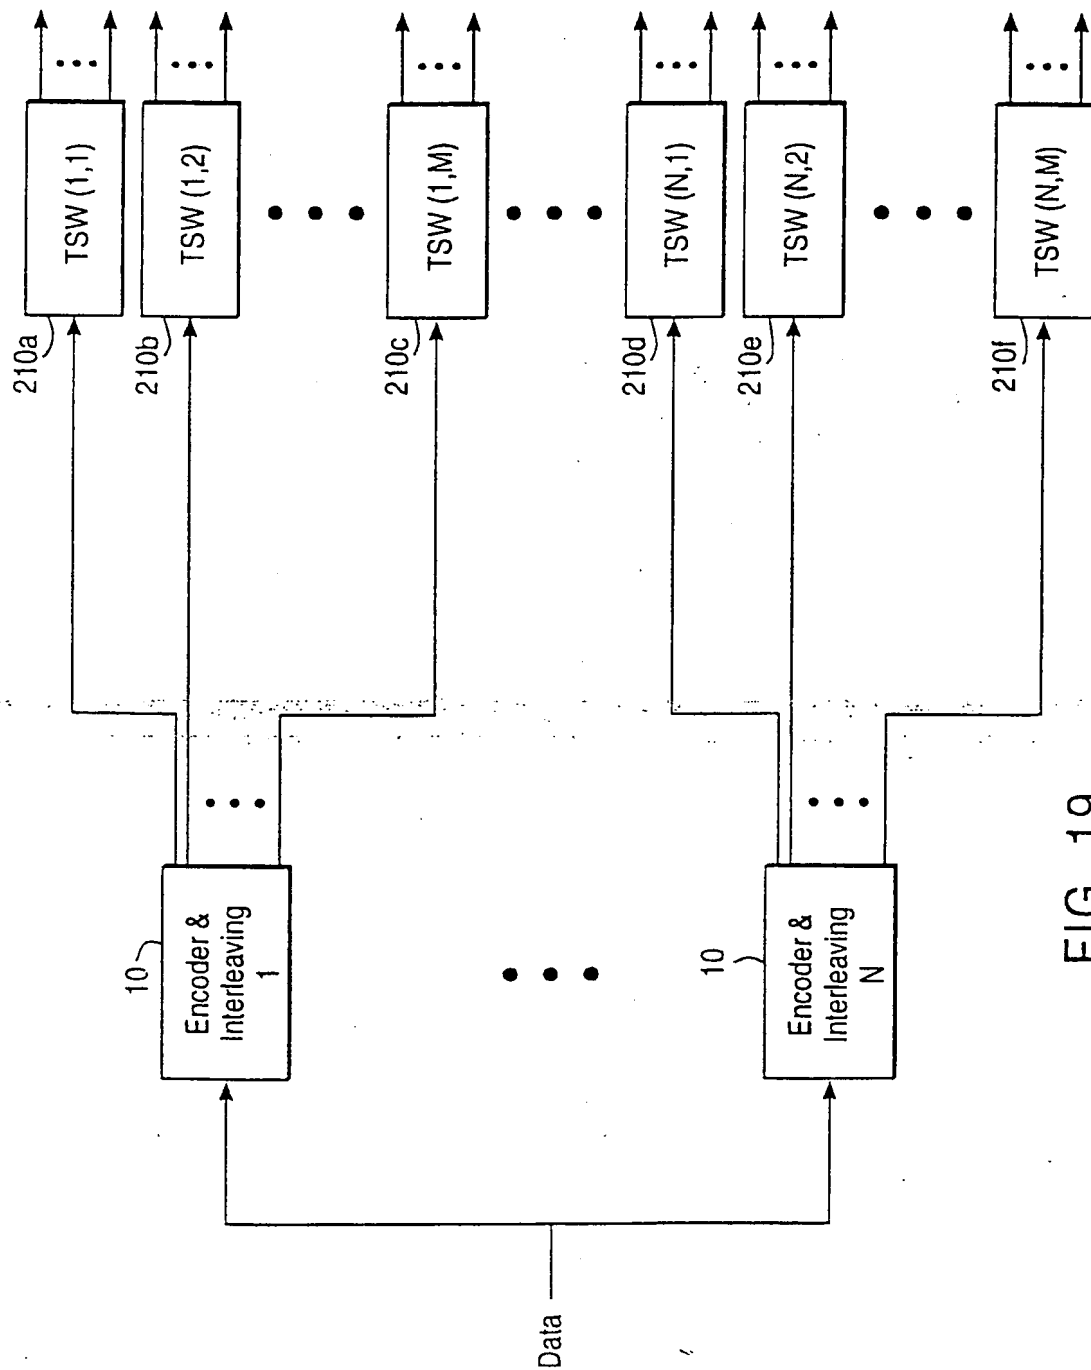 Data
10
Encoder &
Interleaving
1
10
Encoder &
Interleaving
N
210a
TSW (1,1)
210b
TSW (1,2)
210c
TSW (1,M)
210d
TSW (N,1)
210e
TSW (N,2)
210f
TSW (N,M)
FIG. 19